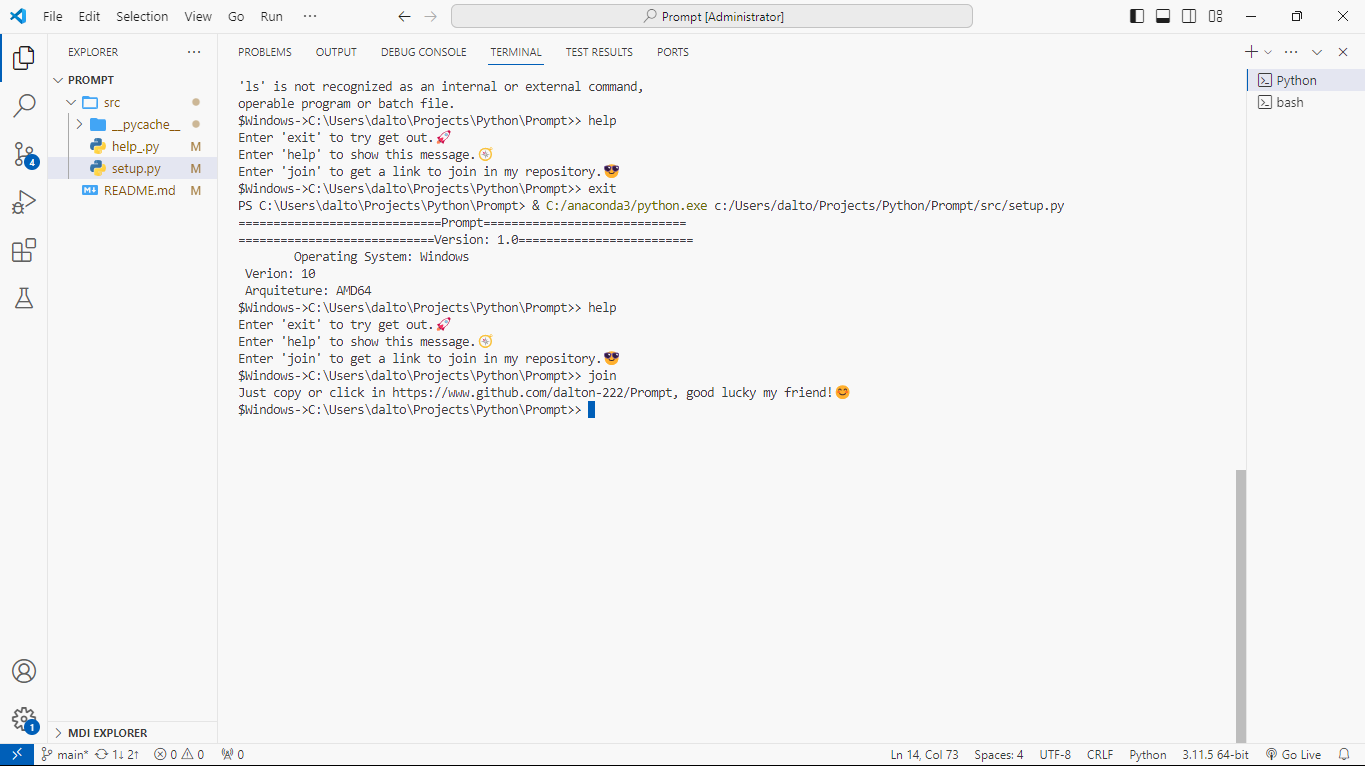 File Edit Selection View Go Run ··· Prompt [Administrator]
EXPLORER ···
PROMPT
src
__pycache__
help_.py M
setup.py M
README.md M
MDI EXPLORER
4
1
PROBLEMS OUTPUT DEBUG CONSOLE TERMINAL TEST RESULTS PORTS
'ls' is not recognized as an internal or external command,
operable program or batch file.
$Windows->C:\Users\dalto\Projects\Python\Prompt>> help
Enter 'exit' to try get out.🚀
Enter 'help' to show this message.🧭
Enter 'join' to get a link to join in my repository.😎
$Windows->C:\Users\dalto\Projects\Python\Prompt>> exit
PS C:\Users\dalto\Projects\Python\Prompt> & C:/anaconda3/python.exe c:/Users/dalto/Projects/Python/Prompt/src/setup.py
=============================Prompt=============================
============================Version: 1.0=========================
Operating System: Windows
Verion: 10
Arquiteture: AMD64
$Windows->C:\Users\dalto\Projects\Python\Prompt>> help
Enter 'exit' to try get out.🚀
Enter 'help' to show this message.🧭
Enter 'join' to get a link to join in my repository.😎
$Windows->C:\Users\dalto\Projects\Python\Prompt>> join
Just copy or click in https://www.github.com/dalton-222/Prompt, good lucky my friend!😊
$Windows->C:\Users\dalto\Projects\Python\Prompt>>
Python
bash
main* 1↓ 2↑ 0 0 0 Ln 14, Col 73 Spaces: 4 UTF-8 CRLF Python 3.11.5 64-bit Go Live